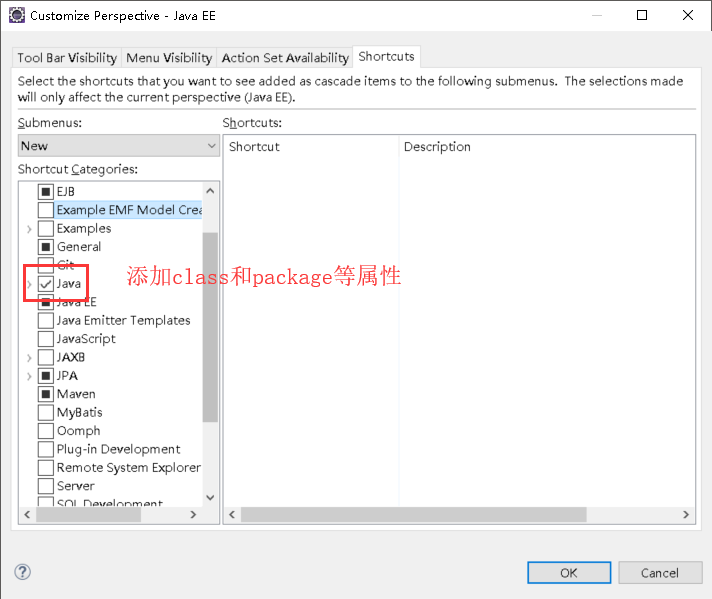 Customize Perspective - Java EE
Tool Bar Visibility Menu Visibility Action Set Availability Shortcuts
Select the shortcuts that you want to see added as cascade items to the following submenus. The selections made
will only affect the current perspective (Java EE).
Submenus:
New
Shortcut Categories:
EJB
Example EMF Model Crea
Examples
General
Git
Java
Java EE
Java Emitter Templates
JavaScript
JAXB
JPA
Maven
MyBatis
Oomph
Plug-in Development
Remote System Explorer
Server
SQL Development
Shortcuts:
Shortcut Description
添加class和package等属性
OK Cancel